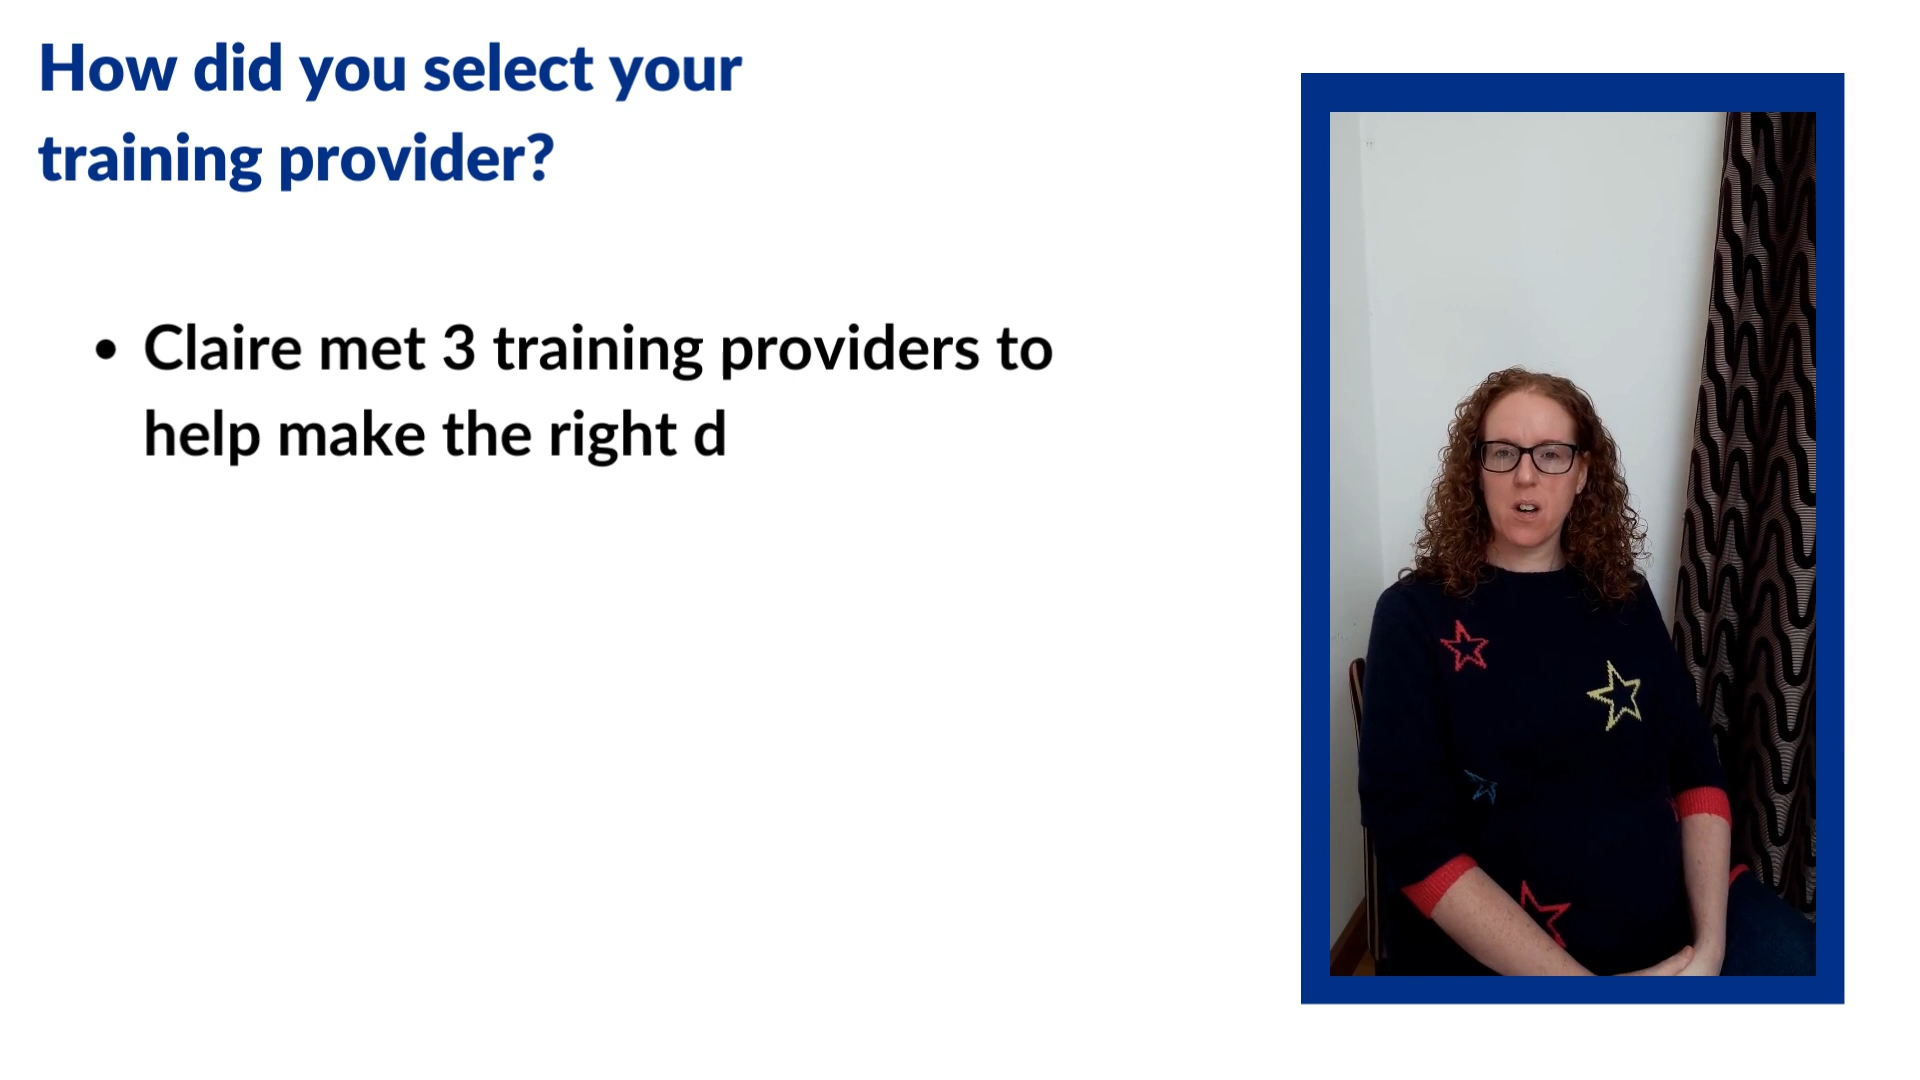 How did you select your
training provider?
• Claire met 3 training providers to
help make the right d